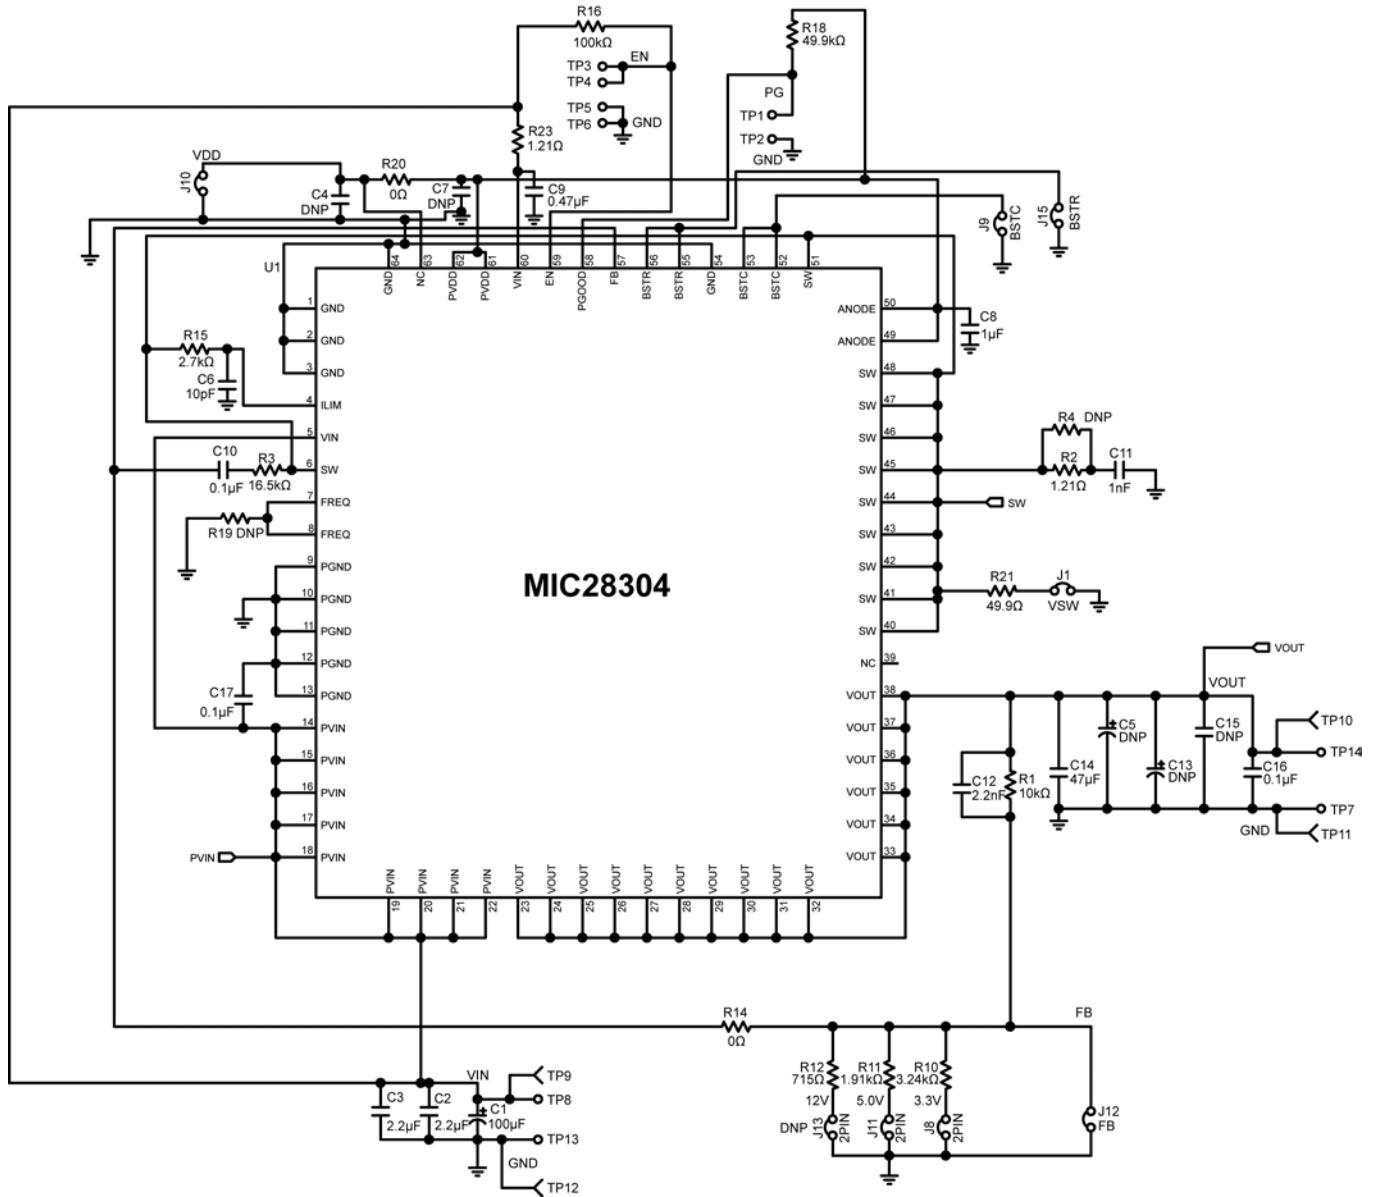 R16
100kΩ
R18
49.9kΩ
TP3
EN
TP4
TP5
TP6
GND
PG
TP1
TP2
GND
R23
1.21Ω
VDD
J10
R20
0Ω
C4
DNP
C7
DNP
C9
0.47µF
J9
BSTC
J15
BSTR
U1
GND
64
NC
63
PVDD
62
PVDD
61
VIN
60
EN
59
PGOOD
58
FB
57
BSTR
56
BSTR
55
GND
54
BSTC
53
BSTC
52
SW
51
1
GND
2
GND
3
GND
4
ILIM
5
VIN
6
SW
7
FREQ
8
FREQ
9
PGND
10
PGND
11
PGND
12
PGND
13
PGND
14
PVIN
15
PVIN
16
PVIN
17
PVIN
18
PVIN
R15
2.7kΩ
C6
10pF
C10
0.1µF
R3
16.5kΩ
R19 DNP
C17
0.1µF
PVIN
MIC28304
ANODE
50
ANODE
49
SW
48
SW
47
SW
46
SW
45
SW
44
SW
43
SW
42
SW
41
SW
40
NC
39
VOUT
38
VOUT
37
VOUT
36
VOUT
35
VOUT
34
VOUT
33
C8
1µF
R4 DNP
R2
1.21Ω
C11
1nF
SW
R21
49.9Ω
J1
VSW
VOUT
VOUT
C5
DNP
C15
DNP
TP10
TP14
C12
2.2nF
R1
10kΩ
C14
47µF
C13
DNP
C16
0.1µF
TP7
GND
TP11
PVIN
19
PVIN
20
PVIN
21
PVIN
22
VOUT
23
VOUT
24
VOUT
25
VOUT
26
VOUT
27
VOUT
28
VOUT
29
VOUT
30
VOUT
31
VOUT
32
R14
0Ω
FB
R12
715Ω
12V
R11
1.91kΩ
5.0V
R10
3.24kΩ
3.3V
DNP
J13
2PIN
J11
2PIN
J8
2PIN
J12
FB
VIN
TP9
TP8
C3
2.2µF
C2
2.2µF
C1
100µF
TP13
GND
TP12